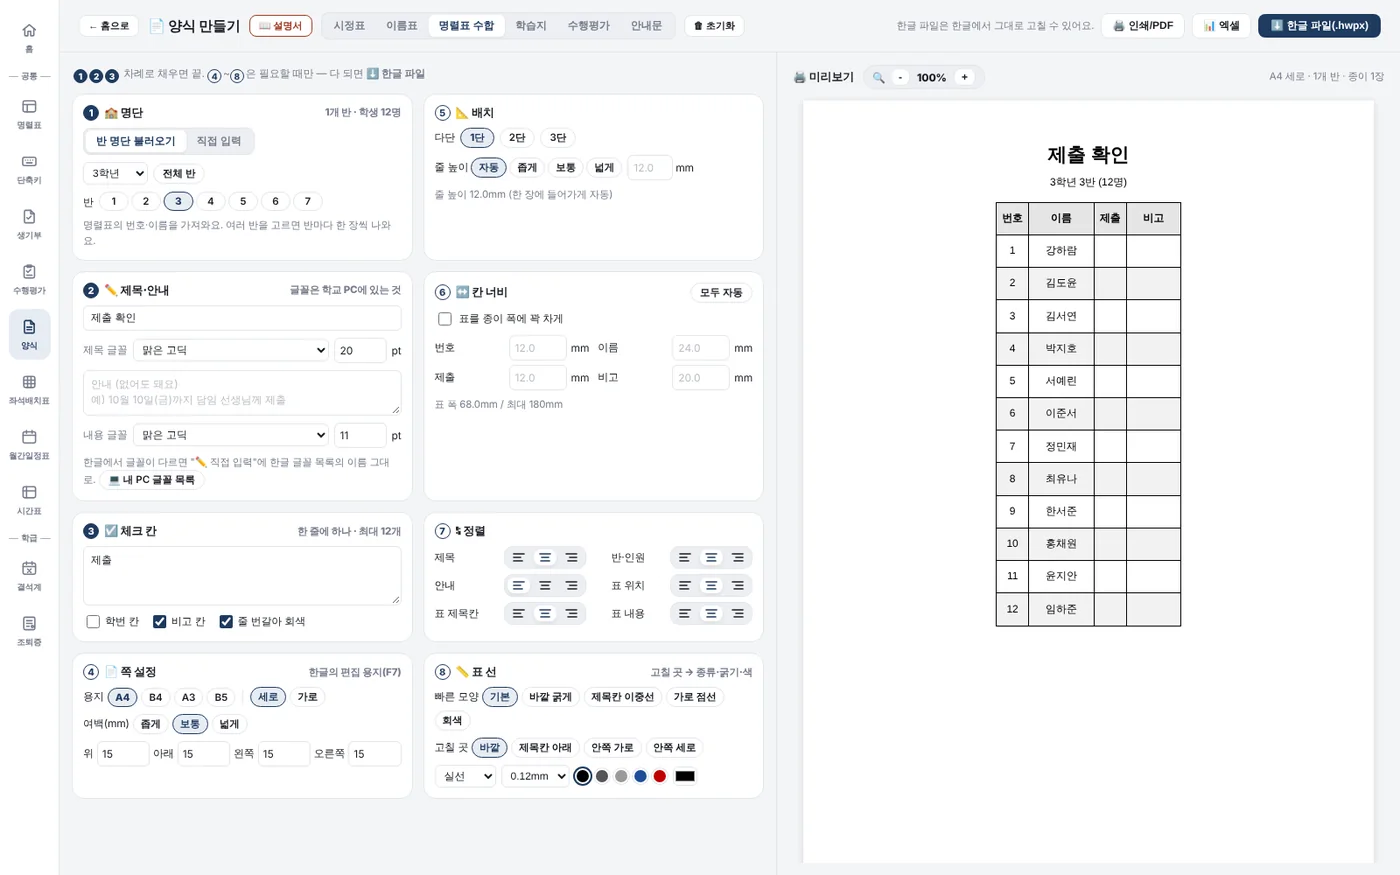 ← 홈으로
📄 양식 만들기
📖 설명서
시정표 이름표 명렬표 수합 학습지 수행평가 안내문
🗑 초기화
한글 파일은 한글에서 그대로 고칠 수 있어요.
🖨️ 인쇄/PDF
📊 엑셀
⬇️ 한글 파일(.hwpx)
홈
— 공통 —
명렬표
단축키
생기부
수행평가
양식
좌석배치표
월간일정표
시간표
— 학급 —
결석계
조퇴증
1 2 3 차례로 채우면 끝. 4 ~ 8 은 필요할 때만 — 다 되면 ⬇️ 한글 파일
1 🏫 명단 1개 반 · 학생 12명
반 명단 불러오기 직접 입력
3학년 전체 반
반 1 2 3 4 5 6 7
명렬표의 번호·이름을 가져와요. 여러 반을 고르면 반마다 한 장씩 나와
요.
2 ✏️ 제목·안내 글꼴은 학교 PC에 있는 것
제출 확인
제목 글꼴 맑은 고딕 20 pt
안내 (없어도 돼요)
예) 10월 10일(금)까지 담임 선생님께 제출
내용 글꼴 맑은 고딕 11 pt
한글에서 글꼴이 다르면 "✏️ 직접 입력"에 한글 글꼴 목록의 이름 그대
로. 💻 내 PC 글꼴 목록
3 ☑️ 체크 칸 한 줄에 하나 · 최대 12개
제출
학번 칸 비고 칸 줄 번갈아 회색
4 📄 쪽 설정 한글의 편집 용지(F7)
용지 A4 B4 A3 B5 세로 가로
여백(mm) 좁게 보통 넓게
위 15 아래 15 왼쪽 15 오른쪽 15
5 📐 배치
다단 1단 2단 3단
줄 높이 자동 좁게 보통 넓게 12.0 mm
줄 높이 12.0mm (한 장에 들어가게 자동)
6 ↔️ 칸 너비 모두 자동
표를 종이 폭에 꽉 차게
번호 12.0 mm 이름 24.0 mm
제출 12.0 mm 비고 20.0 mm
표 폭 68.0mm / 최대 180mm
7 정렬
제목 반·인원
안내 표 위치
표 제목칸 표 내용
8 📏 표 선 고칠 곳 → 종류·굵기·색
빠른 모양 기본 바깥 굵게 제목칸 이중선 가로 점선
회색
고칠 곳 바깥 제목칸 아래 안쪽 가로 안쪽 세로
실선 0.12mm
🖨️ 미리보기 🔍 - 100% + A4 세로 · 1개 반 · 종이 1장
제출 확인
3학년 3반 (12명)
번호 이름 제출 비고
1 강하람
2 김도윤
3 김서연
4 박지호
5 서예린
6 이준서
7 정민재
8 최유나
9 한서준
10 홍채원
11 윤지안
12 임하준